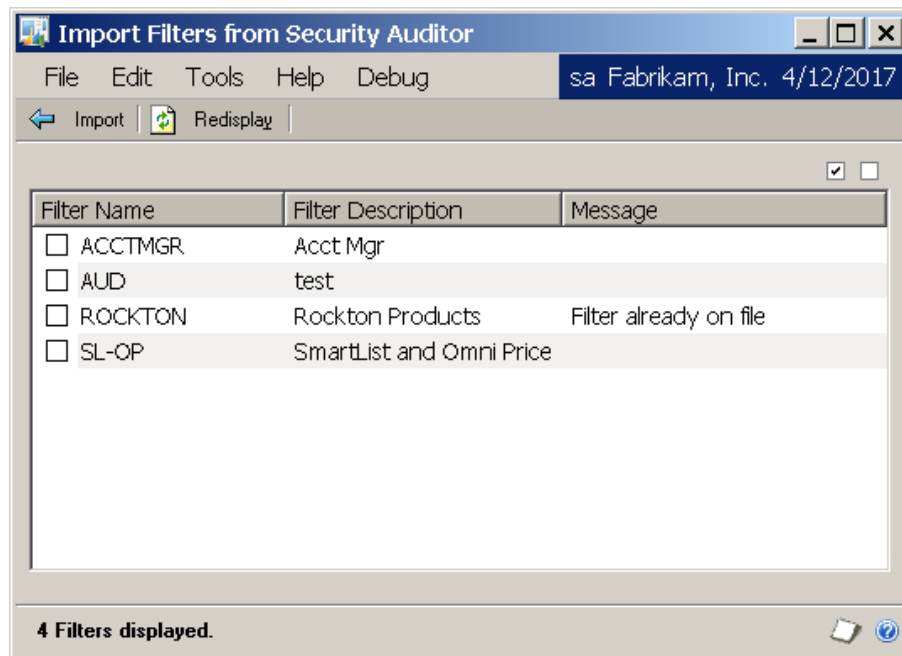 Import Filters from Security Auditor
File Edit Tools Help Debug sa Fabrikam, Inc. 4/12/2017
Import Redisplay
Filter Name Filter Description Message
ACCTMGR Acct Mgr
AUD test
ROCKTON Rockton Products Filter already on file
SL-OP SmartList and Omni Price
4 Filters displayed.